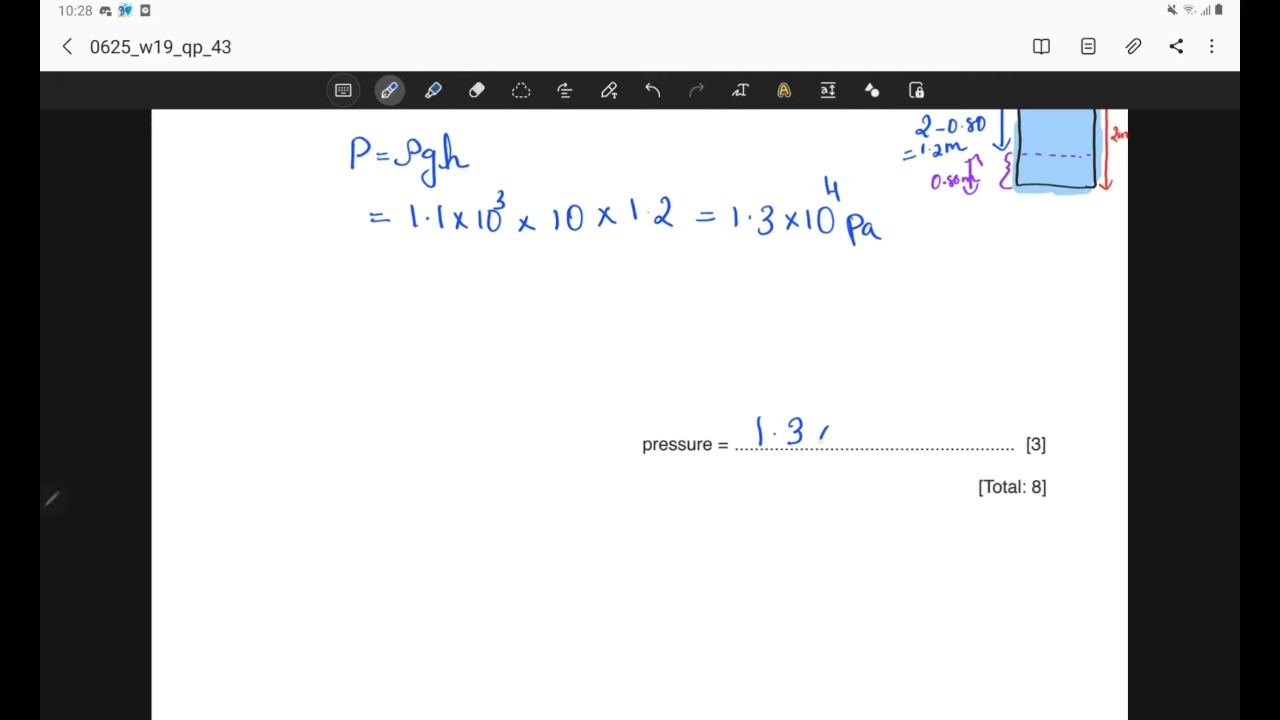 10:28
0625_w19_qp_43
P = ρgh
= 1.1 × 10³ × 10 × 1.2 = 1.3 × 10⁴ Pa
2 - 0.80
= 1.2m
0.80m
2m
pressure = 1.3 [3]
[Total: 8]